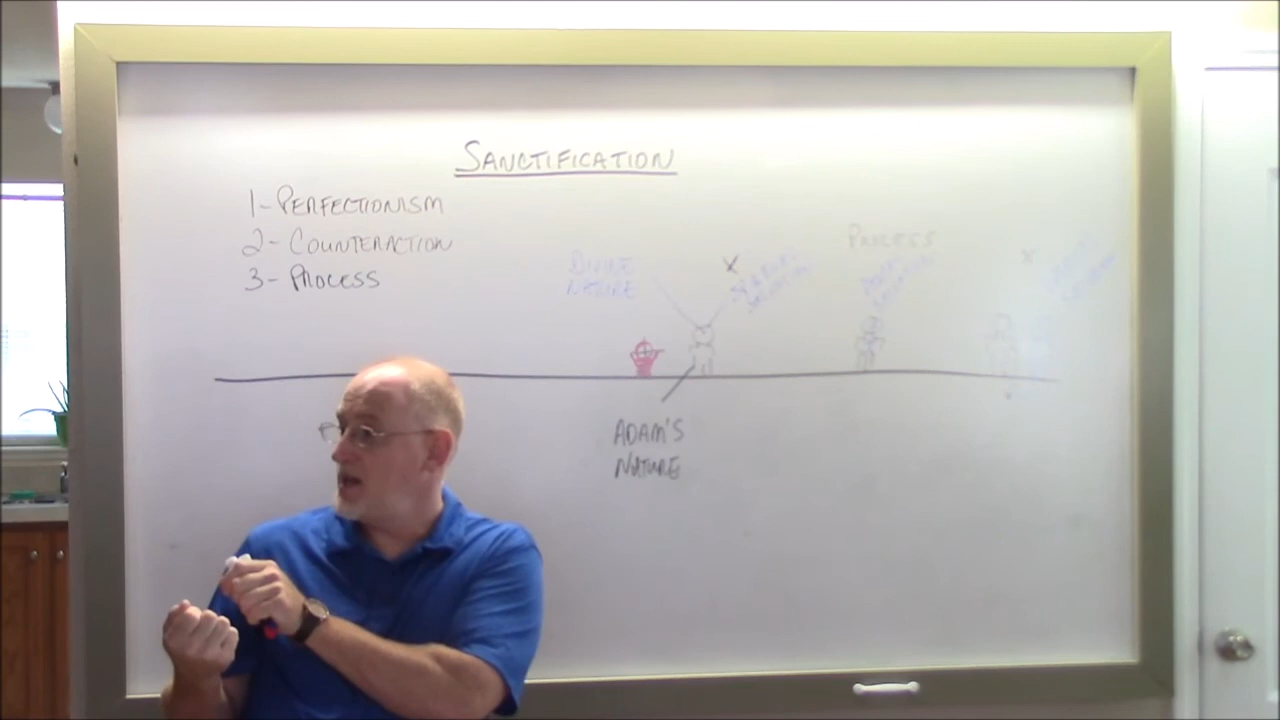 SANCTIFICATION
1-PERFECTIONISM
2-COUNTERACTION
3-PROCESS
PROCESS
DIVINE
NATURE
X
X
ADAM'S
NATURE